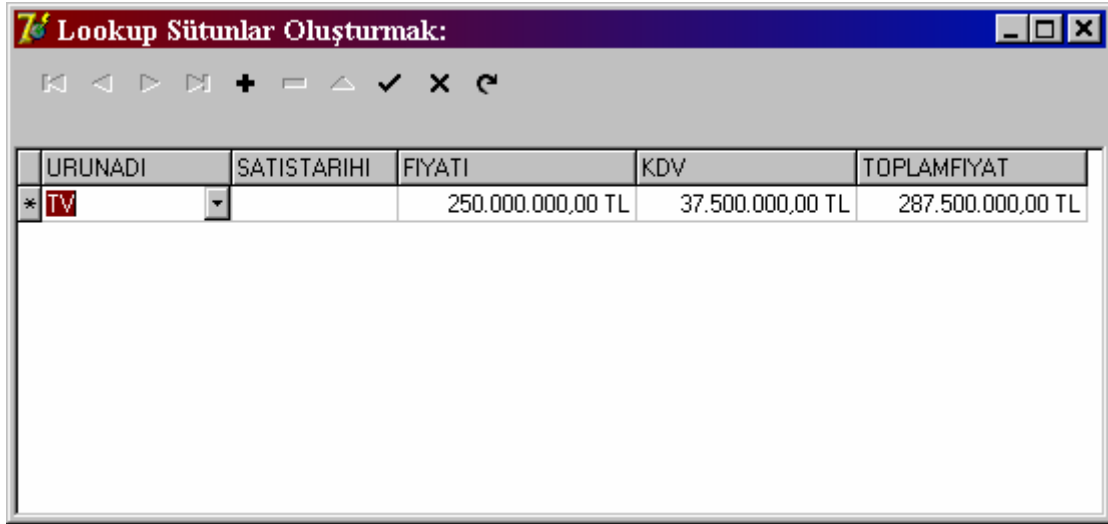 Lookup Sütunlar Oluşturmak:
URUNADI SATISTARIHI FIYATI KDV TOPLAMFIYAT
* TV 250.000.000,00 TL 37.500.000,00 TL 287.500.000,00 TL